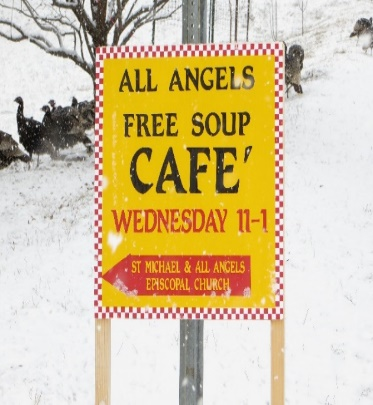 ALL ANGELS
FREE SOUP
CAFE'
WEDNESDAY 11-1
ST MICHAEL & ALL ANGELS
EPISCOPAL CHURCH